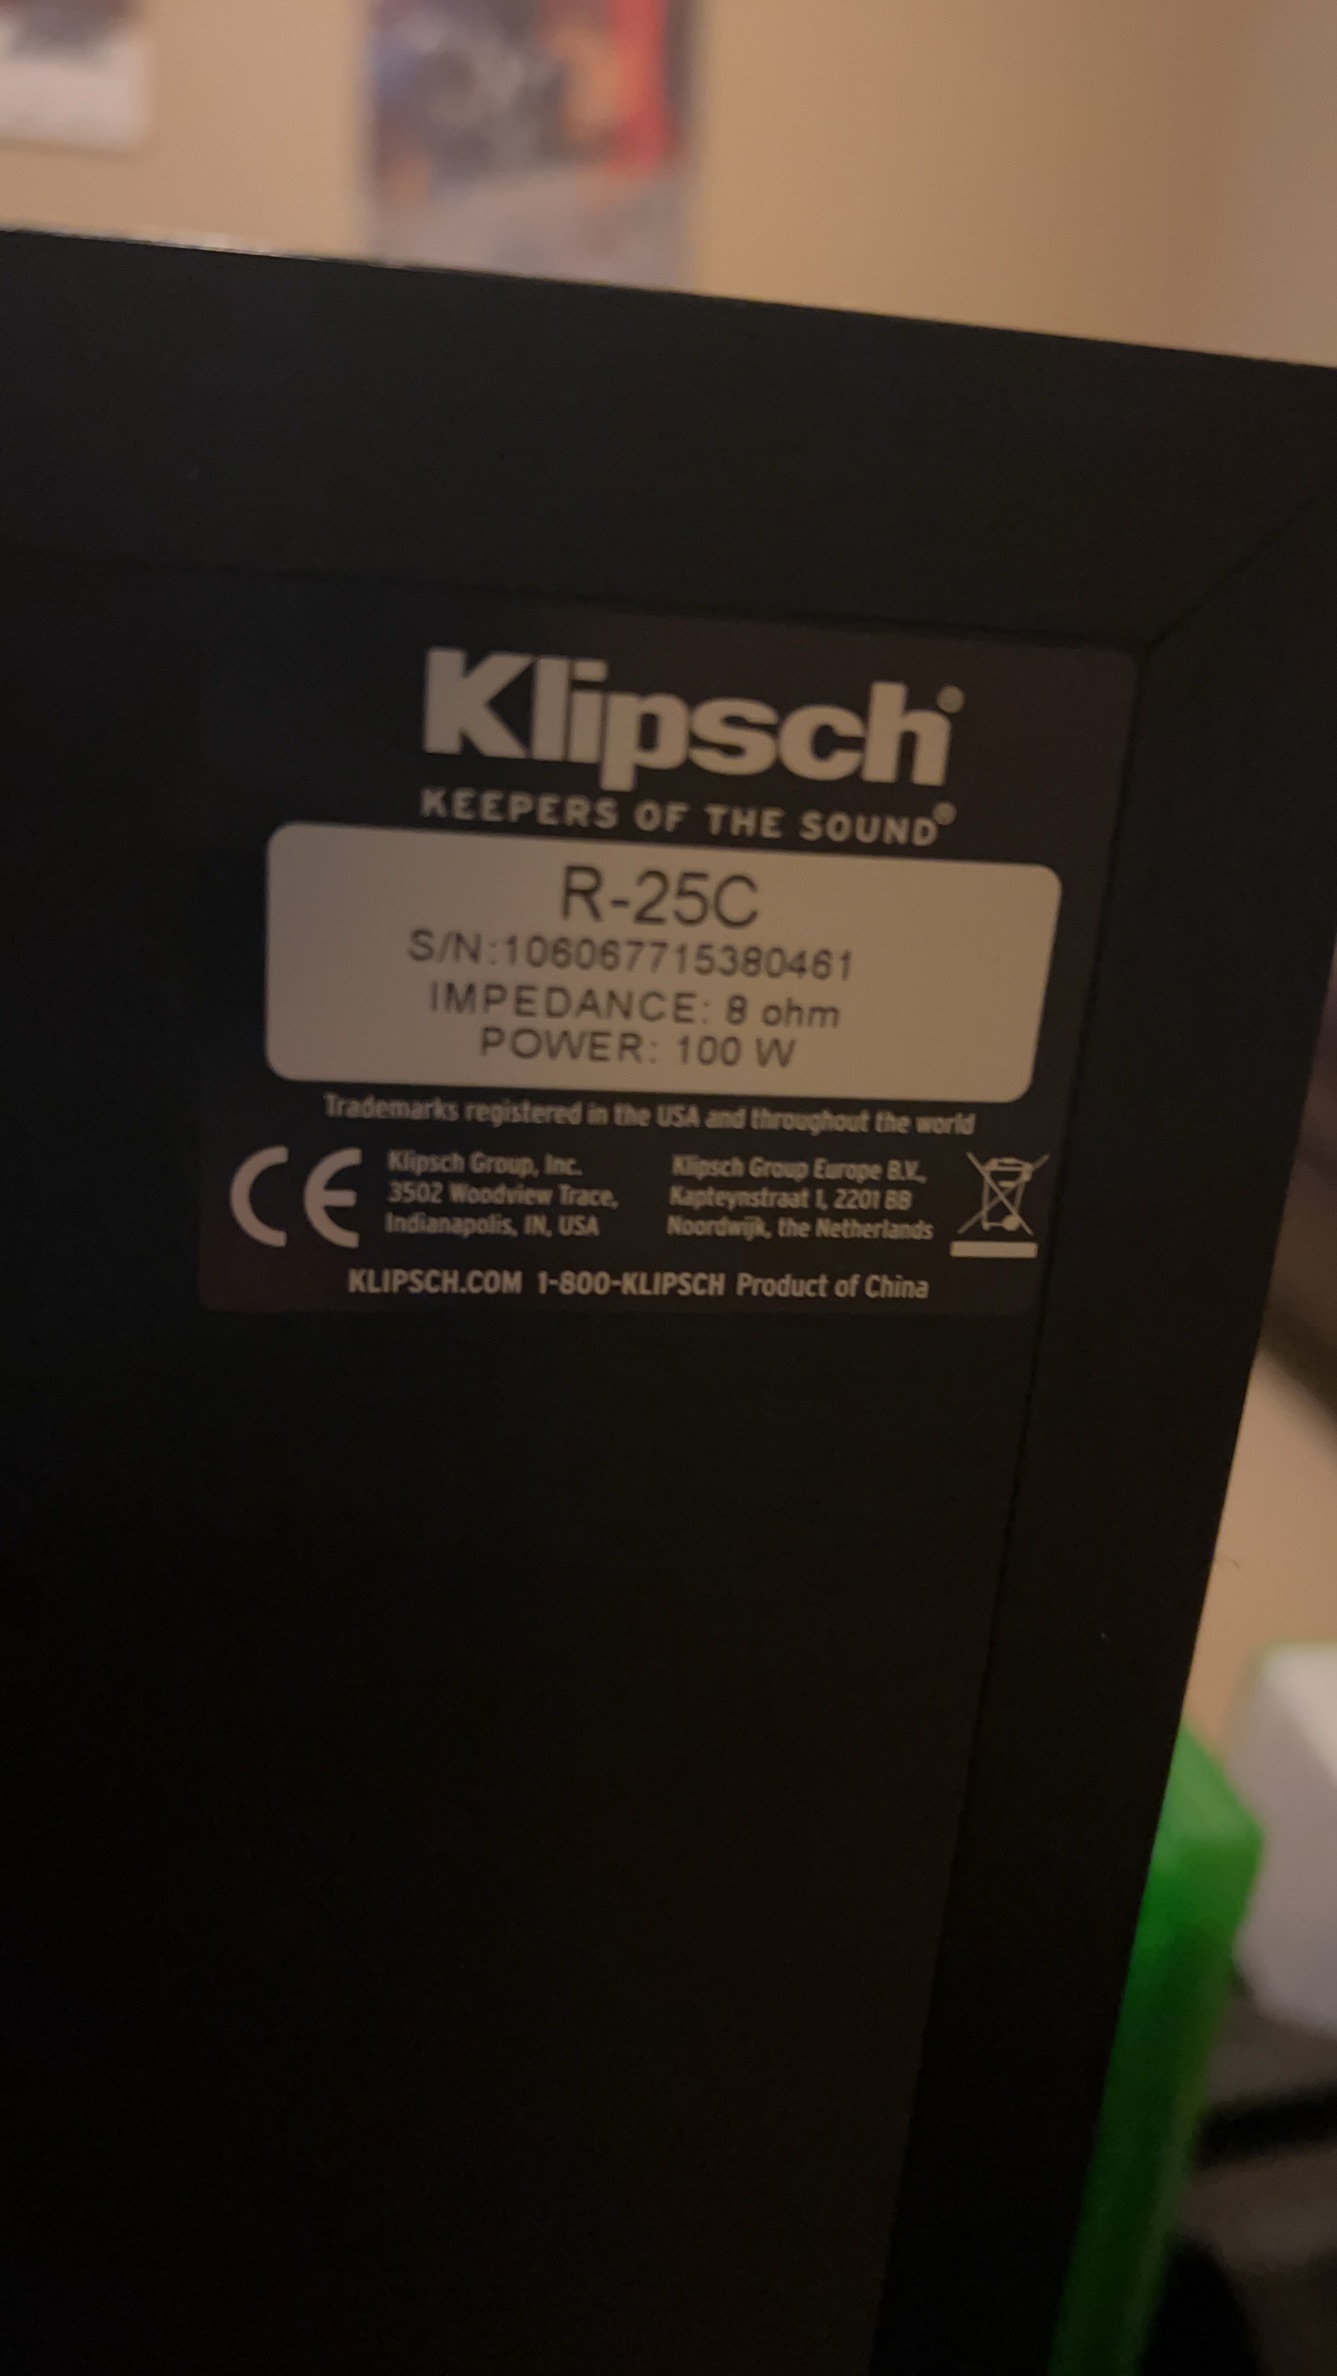 Klipsch®
KEEPERS OF THE SOUND®
R-25C
S/N:106067715380461
IMPEDANCE: 8 ohm
POWER: 100 W
Trademarks registered in the USA and throughout the world
CE
Klipsch Group, Inc.
3502 Woodview Trace,
Indianapolis, IN, USA
Klipsch Group Europe B.V.,
Kapteynstraat 1, 2201 BB
Noordwijk, the Netherlands
KLIPSCH.COM 1-800-KLIPSCH Product of China